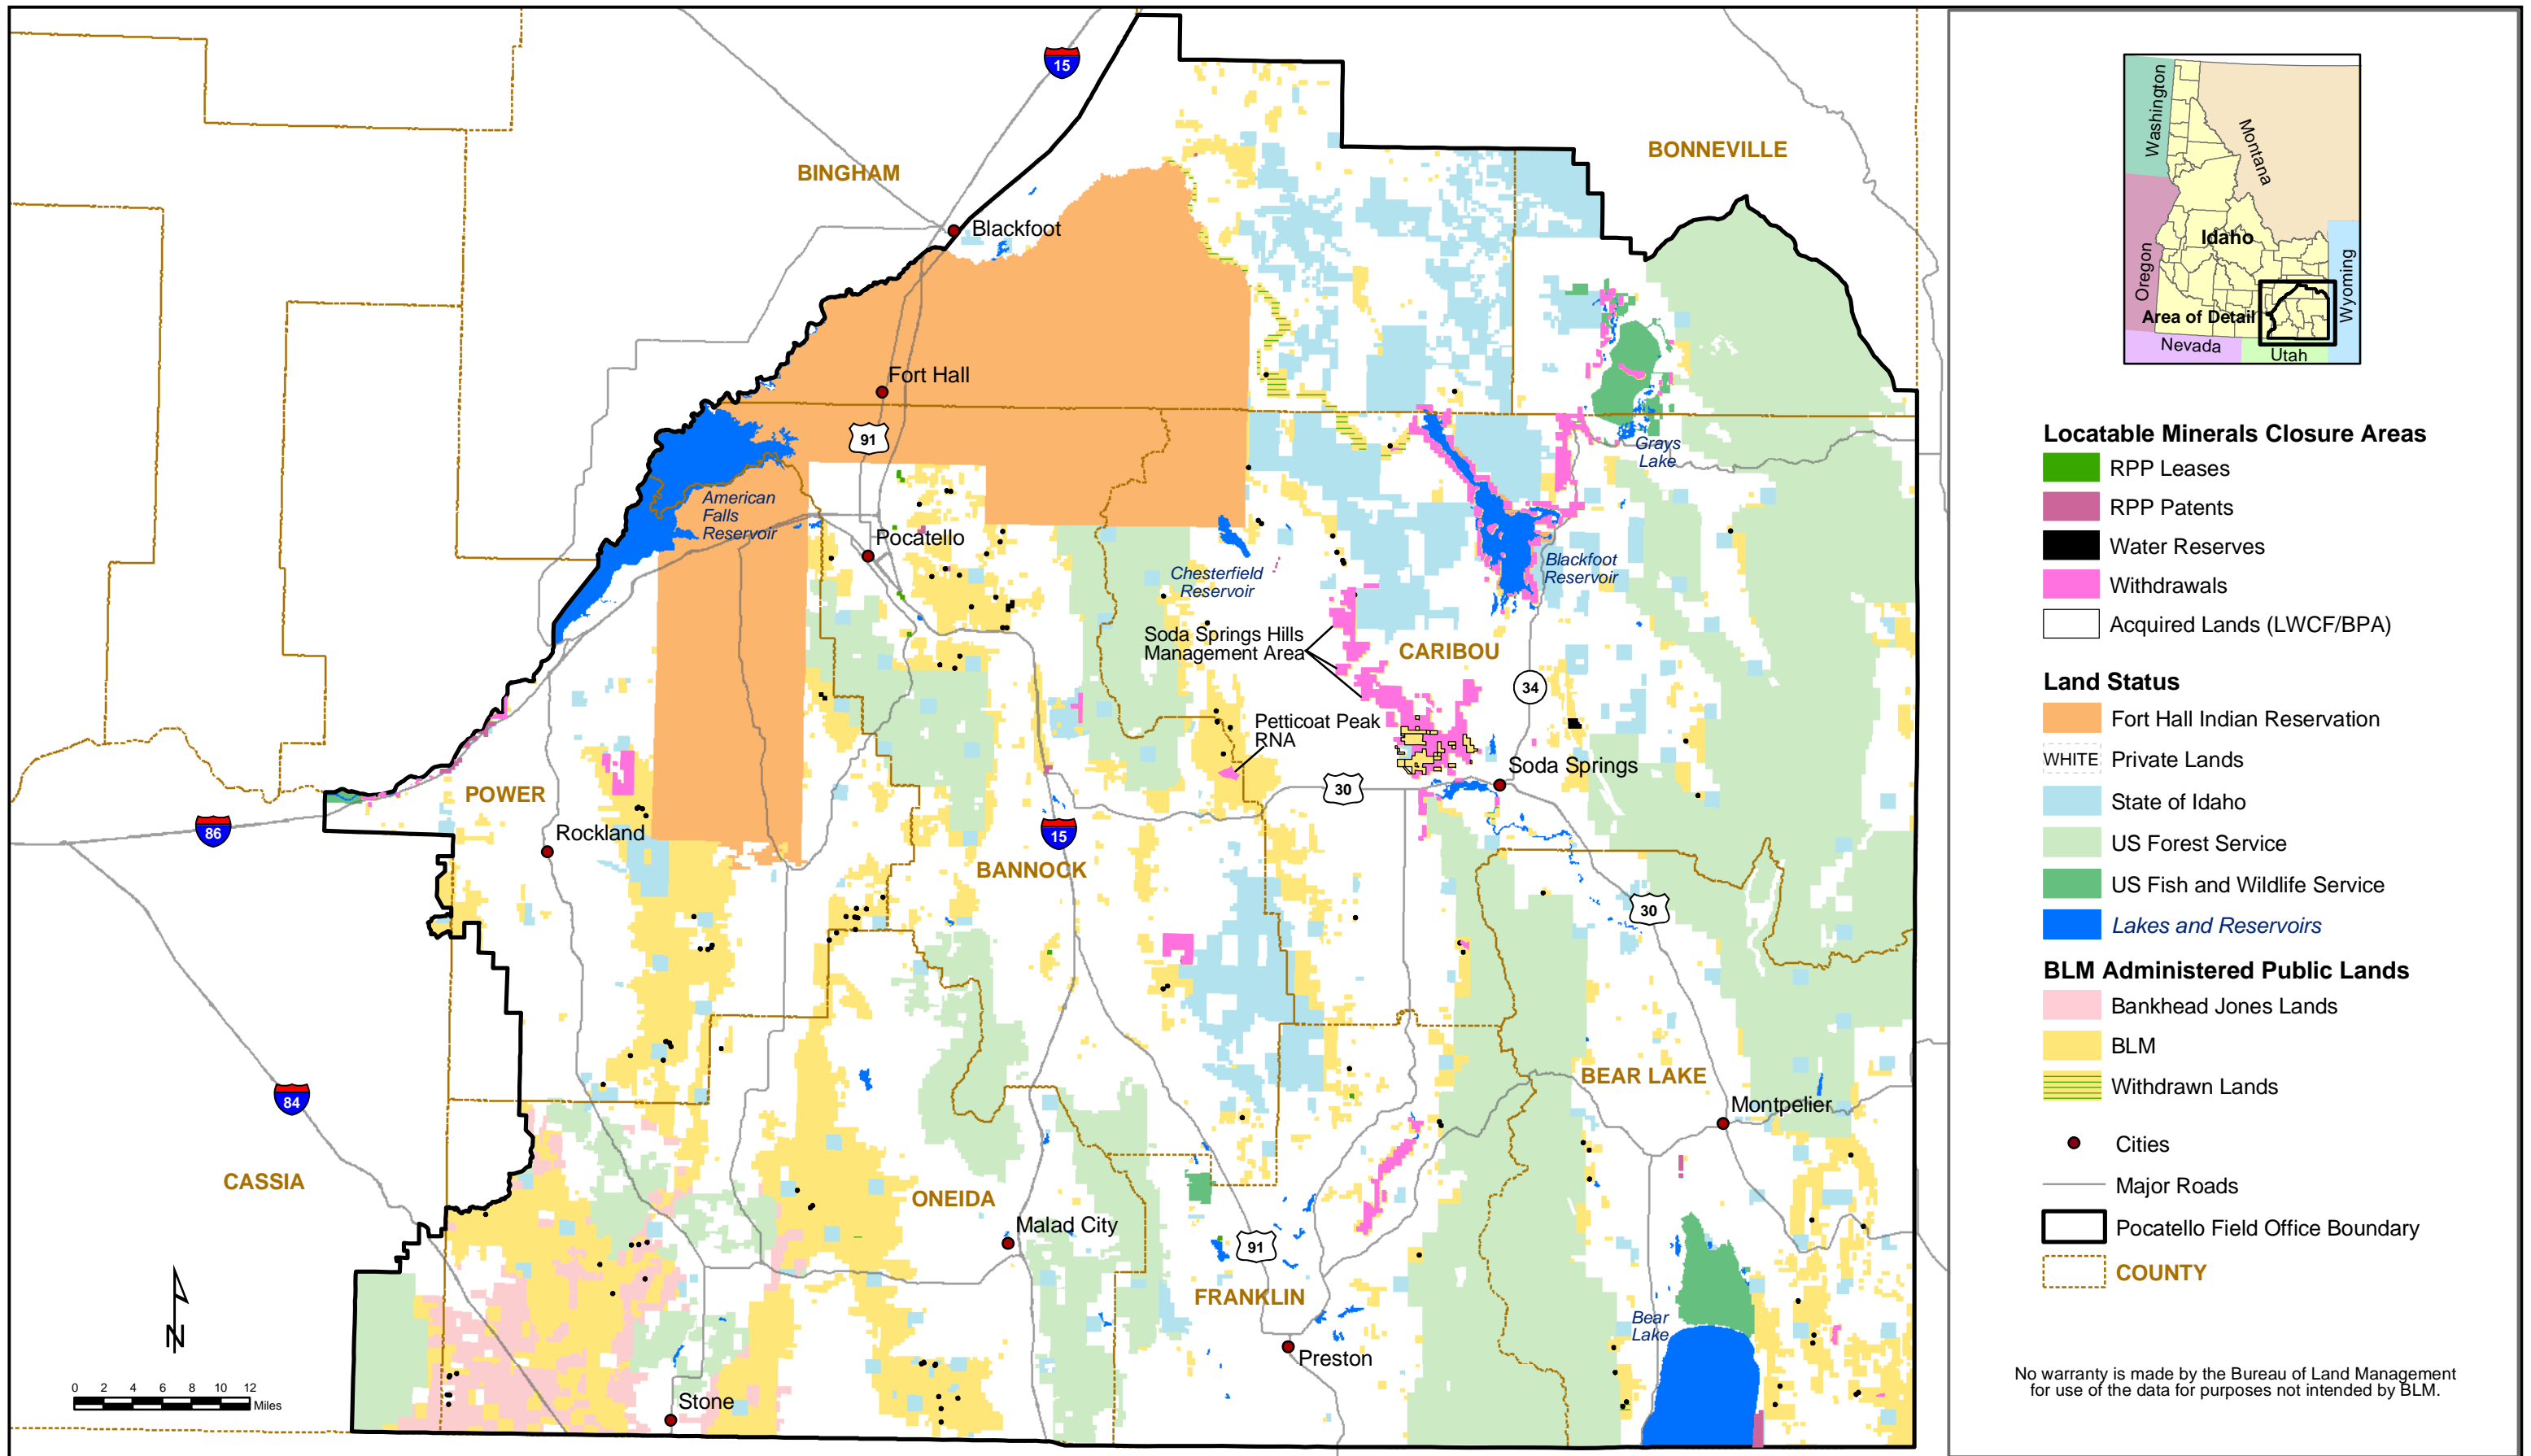 15
BINGHAM
BONNEVILLE
Blackfoot
Fort Hall
91
American
Falls
Reservoir
Grays
Lake
Pocatello
Chesterfield
Reservoir
Blackfoot
Reservoir
Soda Springs Hills
Management Area
CARIBOU
34
Petticoat Peak
RNA
Soda Springs
30
POWER
86
Rockland
15
BANNOCK
30
BEAR LAKE
84
Montpelier
CASSIA
ONEIDA
Malad City
91
FRANKLIN
Bear
Lake
Preston
Stone
N
0 2 4 6 8 10 12
Miles
Washington
Montana
Oregon
Idaho
Wyoming
Area of Detail
Nevada
Utah
Locatable Minerals Closure Areas
RPP Leases
RPP Patents
Water Reserves
Withdrawals
Acquired Lands (LWCF/BPA)
Land Status
Fort Hall Indian Reservation
WHITE Private Lands
State of Idaho
US Forest Service
US Fish and Wildlife Service
Lakes and Reservoirs
BLM Administered Public Lands
Bankhead Jones Lands
BLM
Withdrawn Lands
Cities
Major Roads
Pocatello Field Office Boundary
COUNTY
No warranty is made by the Bureau of Land Management
for use of the data for purposes not intended by BLM.